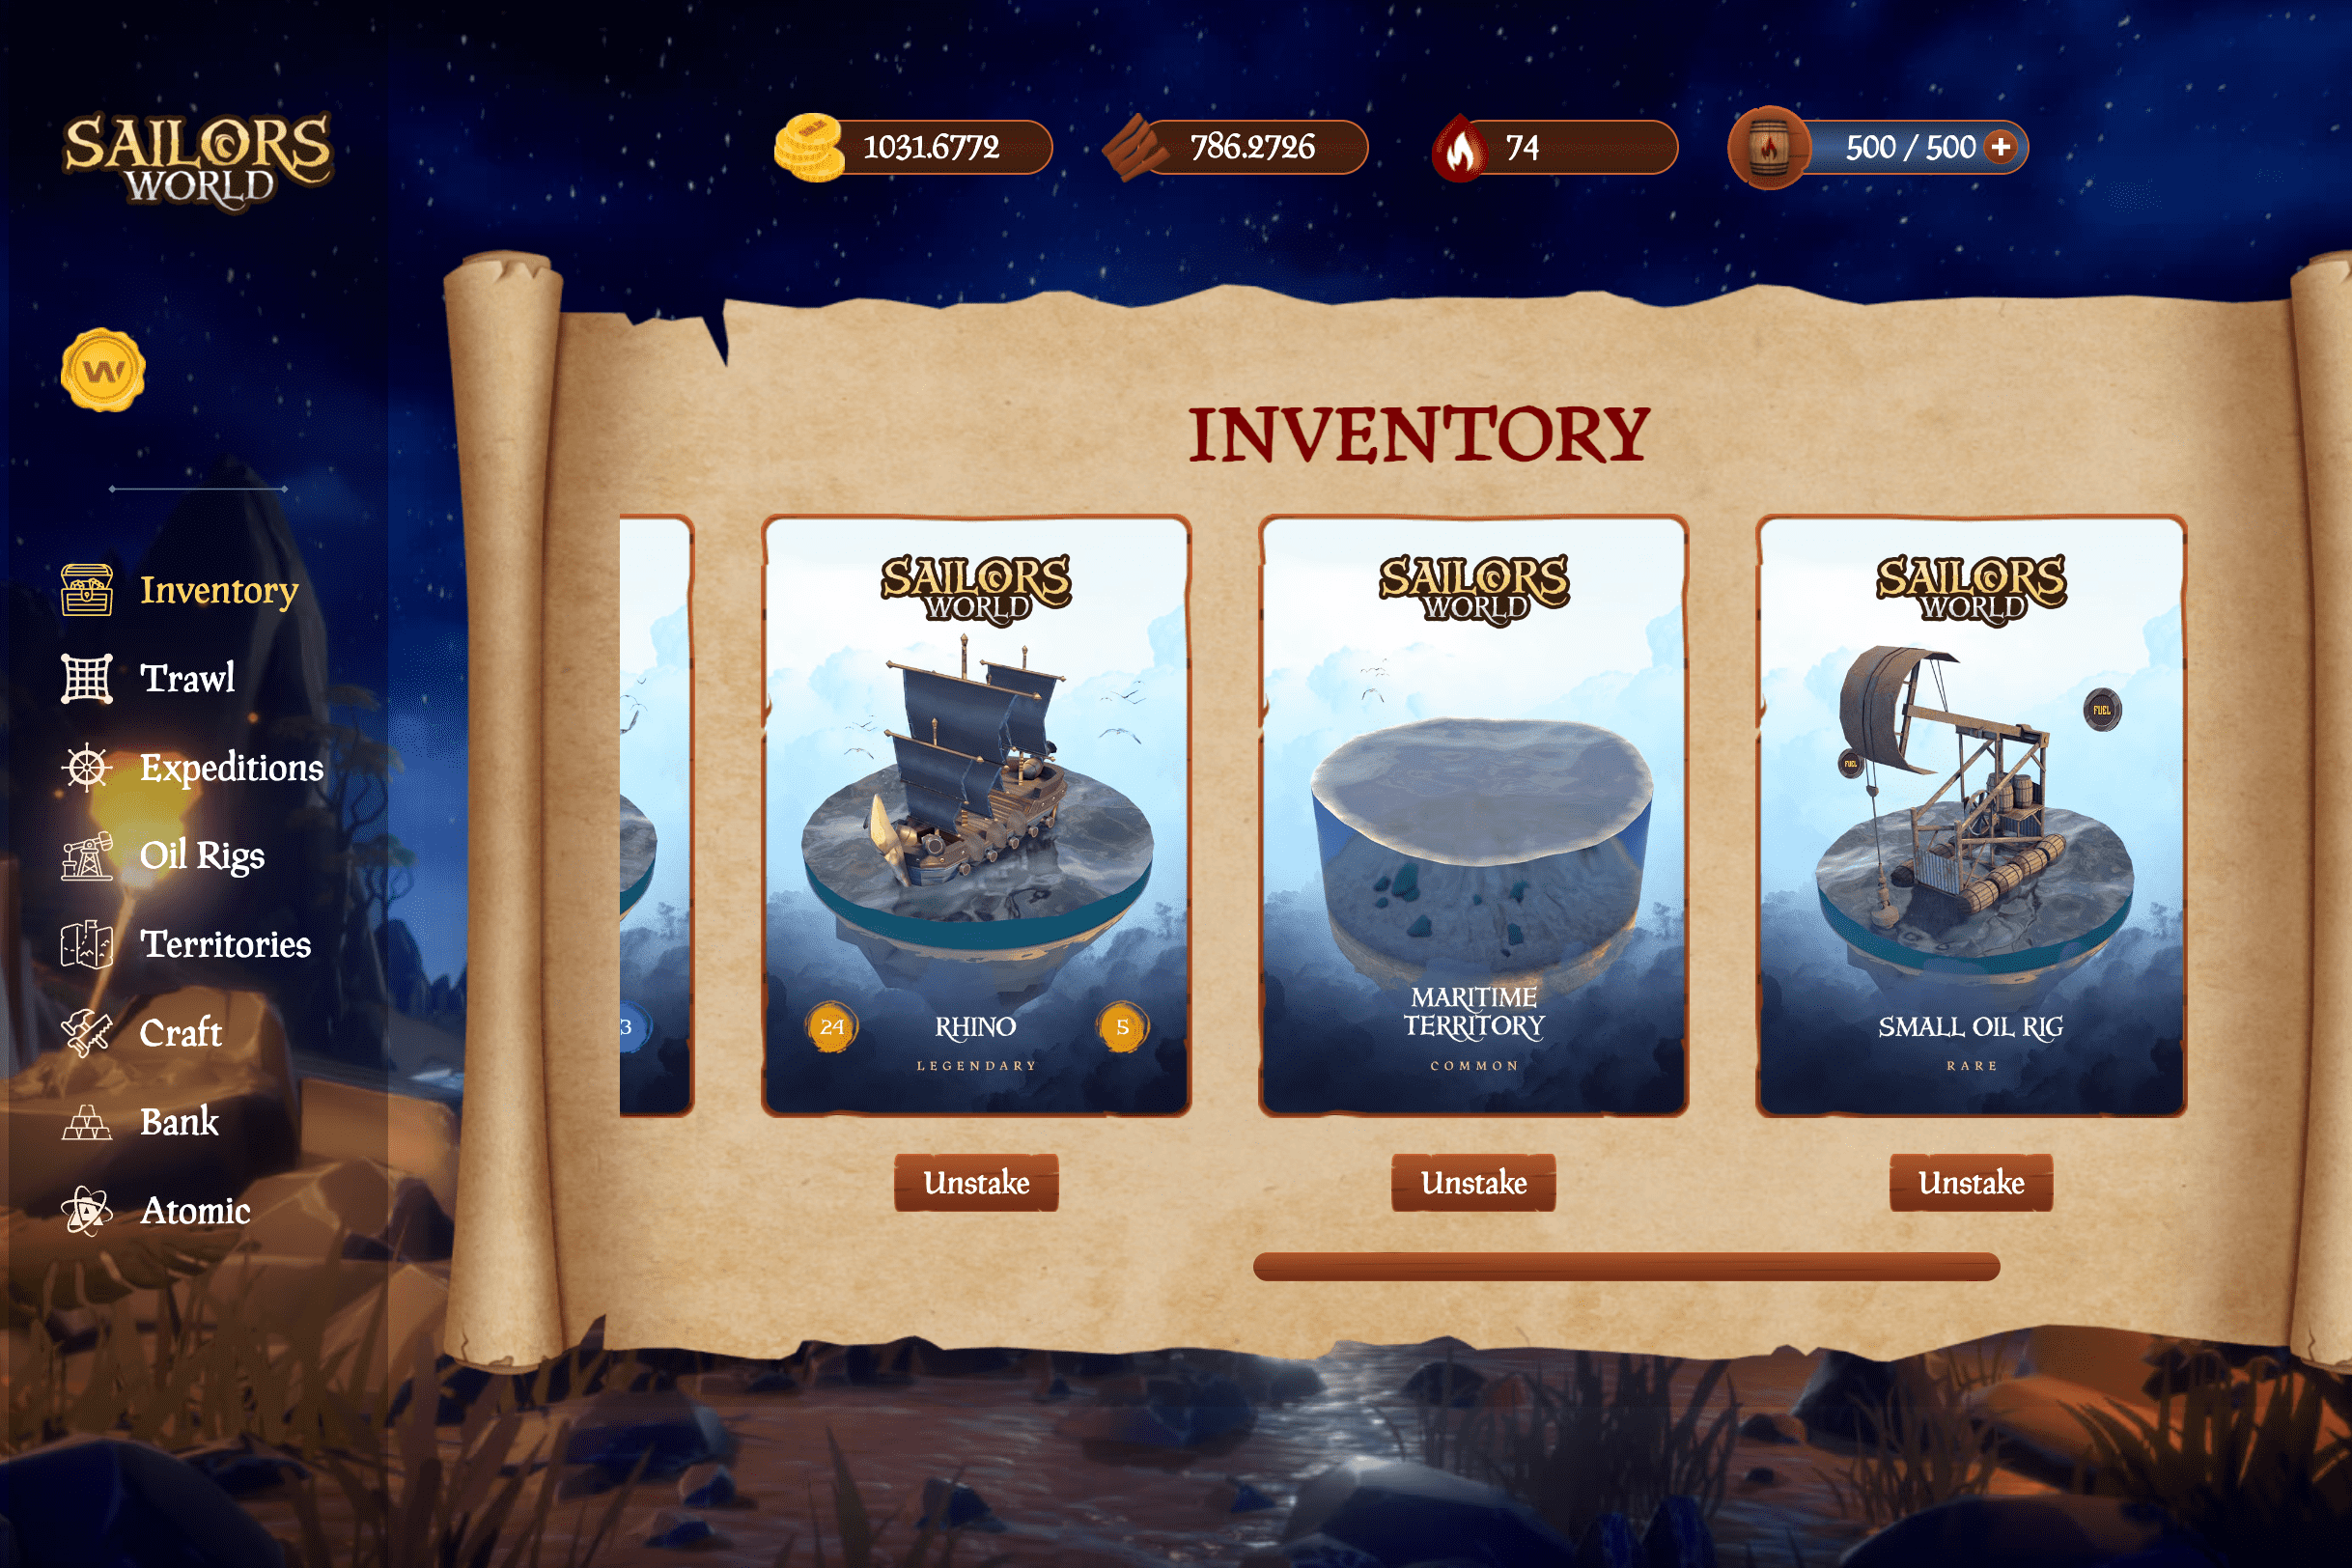 SAILORS
WORLD
1031.6772
786.2726
74
500 / 500
W
INVENTORY
Inventory
Trawl
Expeditions
Oil Rigs
Territories
Craft
Bank
Atomic
3
SAILORS
WORLD
24
RHINO
5
LEGENDARY
Unstake
SAILORS
WORLD
MARITIME
TERRITORY
COMMON
Unstake
SAILORS
WORLD
FUEL
FUEL
SMALL OIL RIG
RARE
Unstake